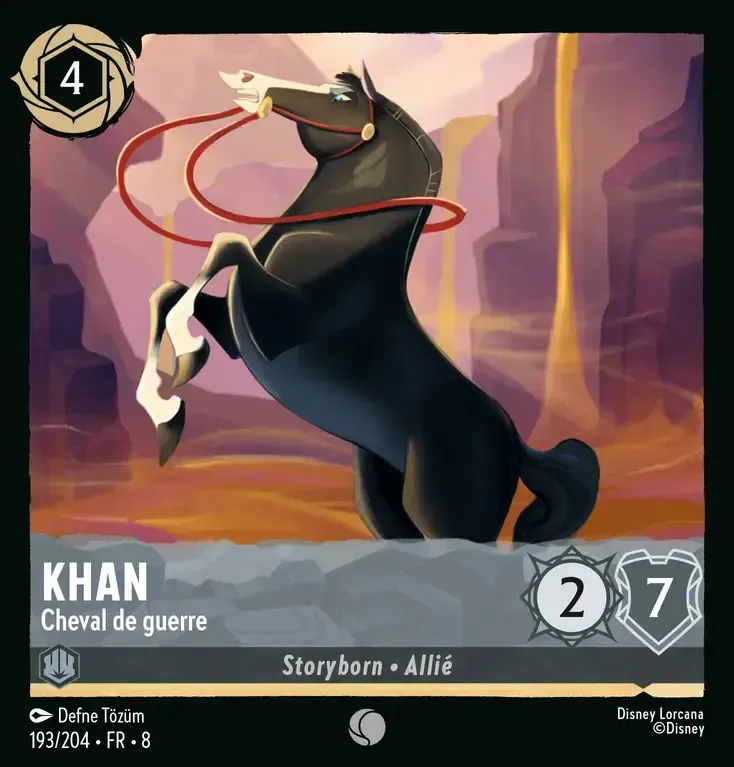 4
KHAN
Cheval de guerre
2
7
Storyborn • Allié
Defne Tözüm
193/204 • FR • 8
Disney Lorcana
©Disney